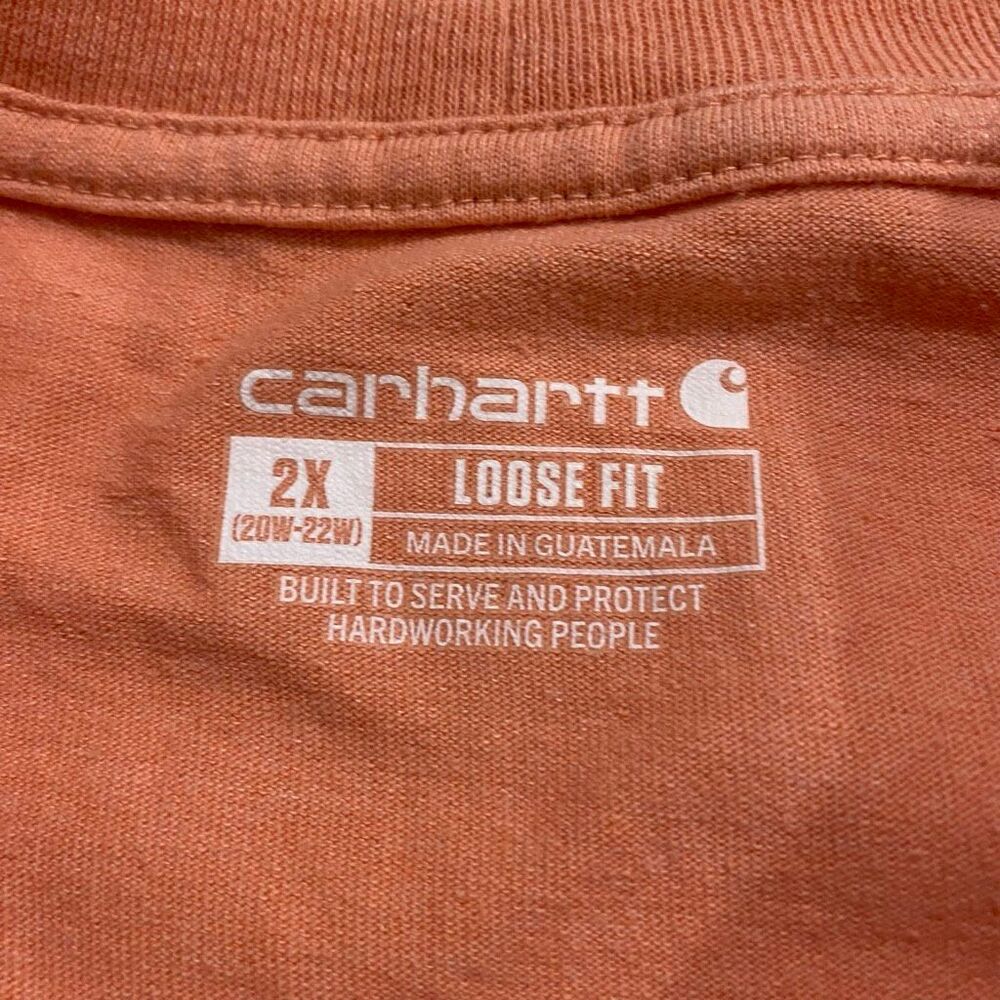 carhartt
2X
(20W-22W)
LOOSE FIT
MADE IN GUATEMALA
BUILT TO SERVE AND PROTECT
HARDWORKING PEOPLE